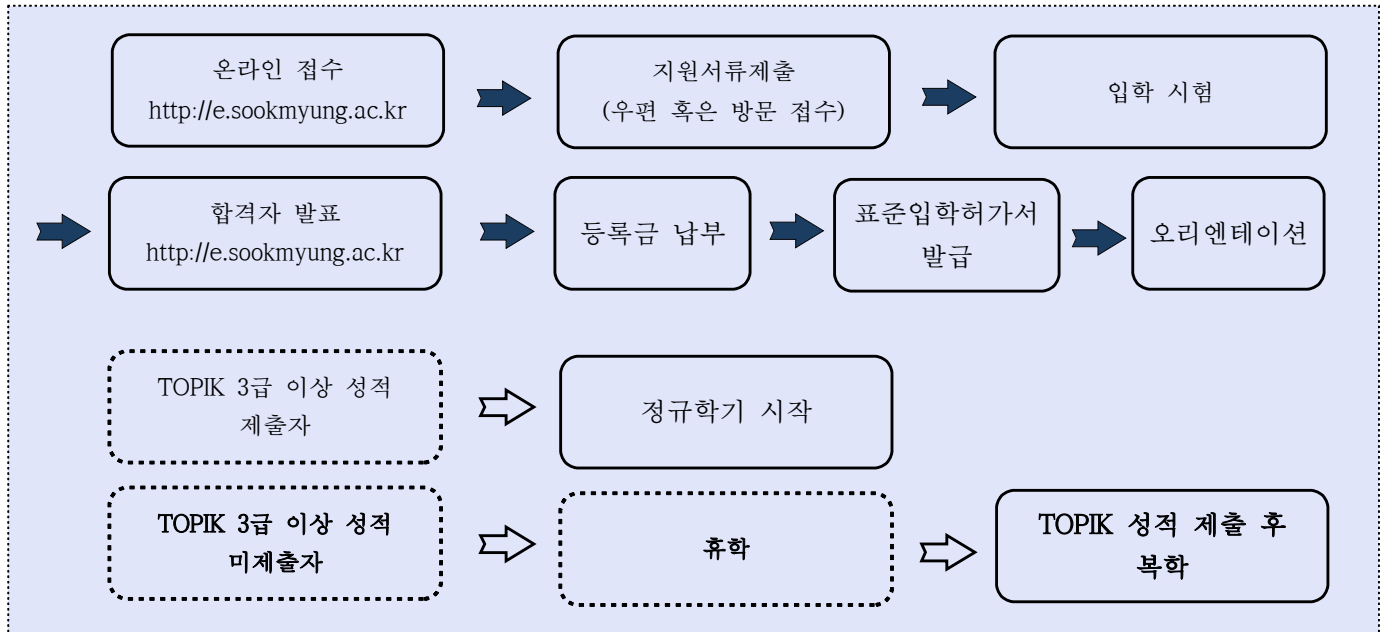 온라인 접수
http://e.sookmyung.ac.kr
지원서류제출
(우편 혹은 방문 접수)
입학 시험
합격자 발표
http://e.sookmyung.ac.kr
등록금 납부
표준입학허가서
발급
오리엔테이션
TOPIK 3급 이상 성적
제출자
정규학기 시작
TOPIK 3급 이상 성적
미제출자
휴학
TOPIK 성적 제출 후
복학